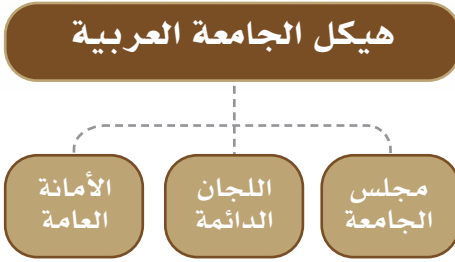 هيكل الجامعة العربية
مجلس
الجامعة
اللجان
الدائمة
الأمانة
العامة